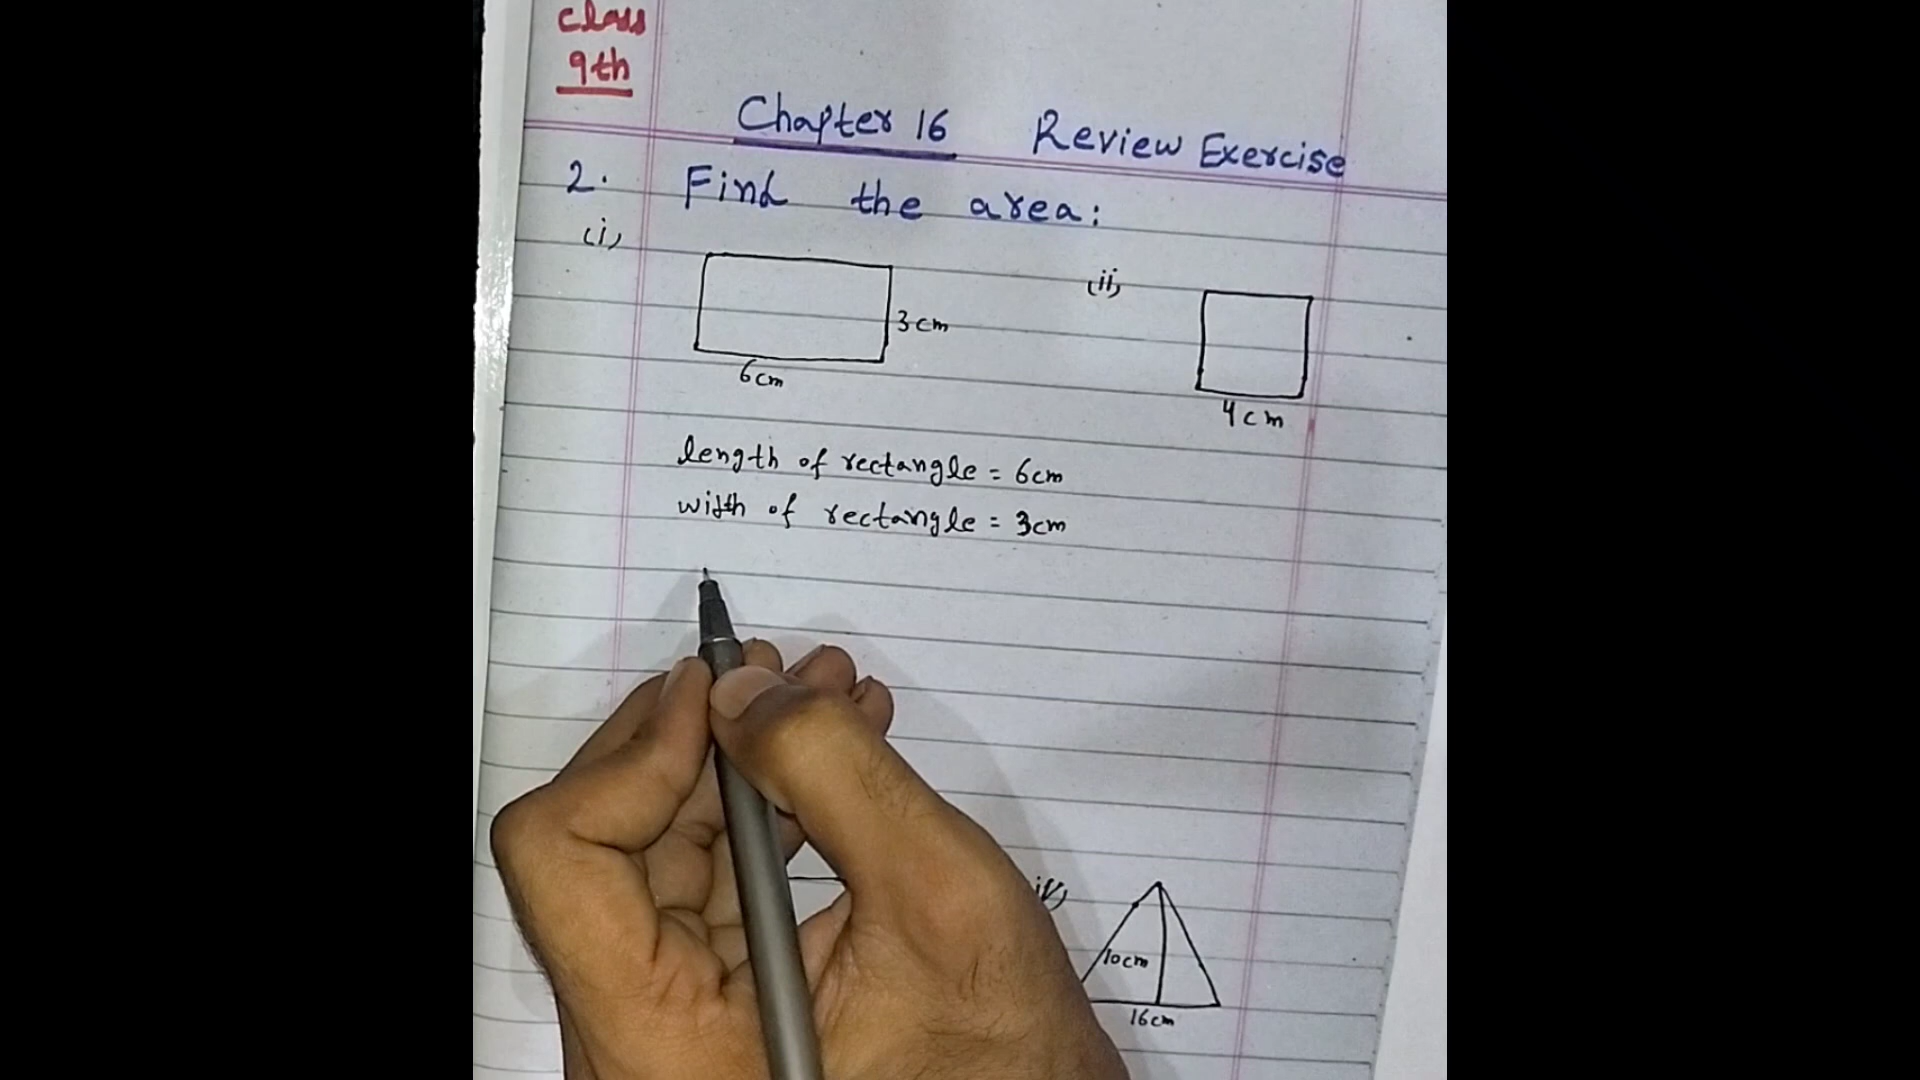 Class
9th
Chapter 16 Review Exercise
2. Find the area:
(i)
(ii)
3cm
6cm
4cm
length of rectangle = 6cm
width of rectangle = 3cm
iv)
10cm
16cm